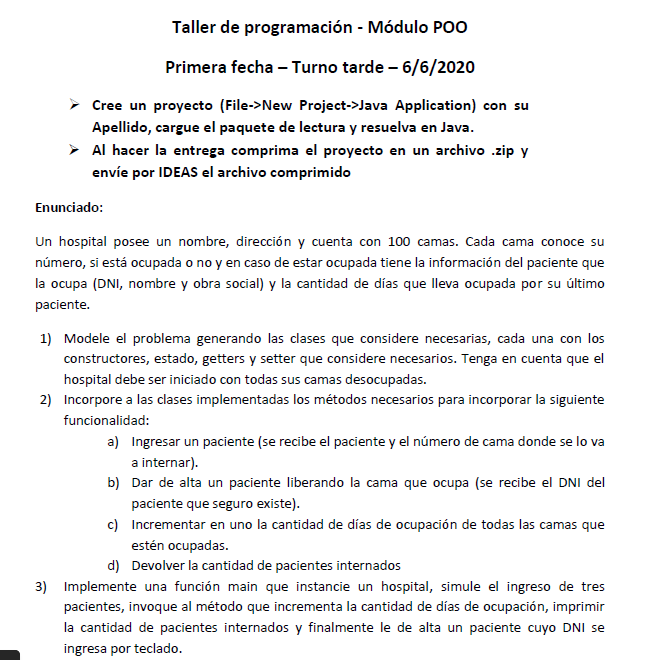 Taller de programación - Módulo POO
Primera fecha – Turno tarde – 6/6/2020
➢ Cree un proyecto (File->New Project->Java Application) con su
Apellido, cargue el paquete de lectura y resuelva en Java.
➢ Al hacer la entrega comprima el proyecto en un archivo .zip y
envíe por IDEAS el archivo comprimido
Enunciado:
Un hospital posee un nombre, dirección y cuenta con 100 camas. Cada cama conoce su
número, si está ocupada o no y en caso de estar ocupada tiene la información del paciente que
la ocupa (DNI, nombre y obra social) y la cantidad de días que lleva ocupada por su último
paciente.
1) Modele el problema generando las clases que considere necesarias, cada una con los
constructores, estado, getters y setter que considere necesarios. Tenga en cuenta que el
hospital debe ser iniciado con todas sus camas desocupadas.
2) Incorpore a las clases implementadas los métodos necesarios para incorporar la siguiente
funcionalidad:
a) Ingresar un paciente (se recibe el paciente y el número de cama donde se lo va
a internar).
b) Dar de alta un paciente liberando la cama que ocupa (se recibe el DNI del
paciente que seguro existe).
c) Incrementar en uno la cantidad de días de ocupación de todas las camas que
estén ocupadas.
d) Devolver la cantidad de pacientes internados
3) Implemente una función main que instancie un hospital, simule el ingreso de tres
pacientes, invoque al método que incrementa la cantidad de días de ocupación, imprimir
la cantidad de pacientes internados y finalmente le de alta un paciente cuyo DNI se
ingresa por teclado.